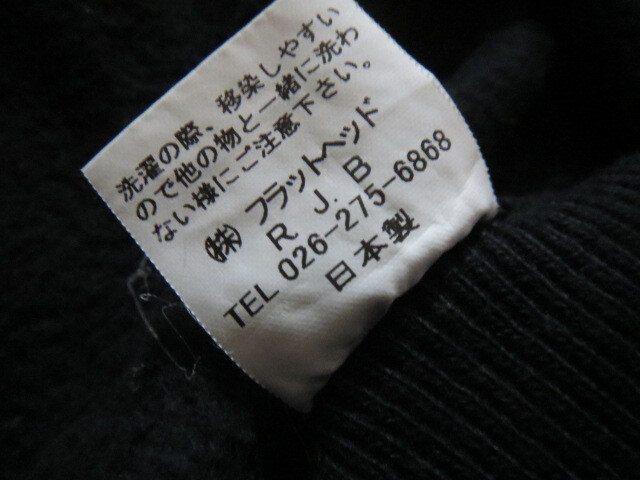 洗濯の際、移染しやすい
ので他の物と一緒に洗わ
ない様にご注意下さい。
㈱フラットヘッド
R J. B
TEL 026-275-6868
日本製